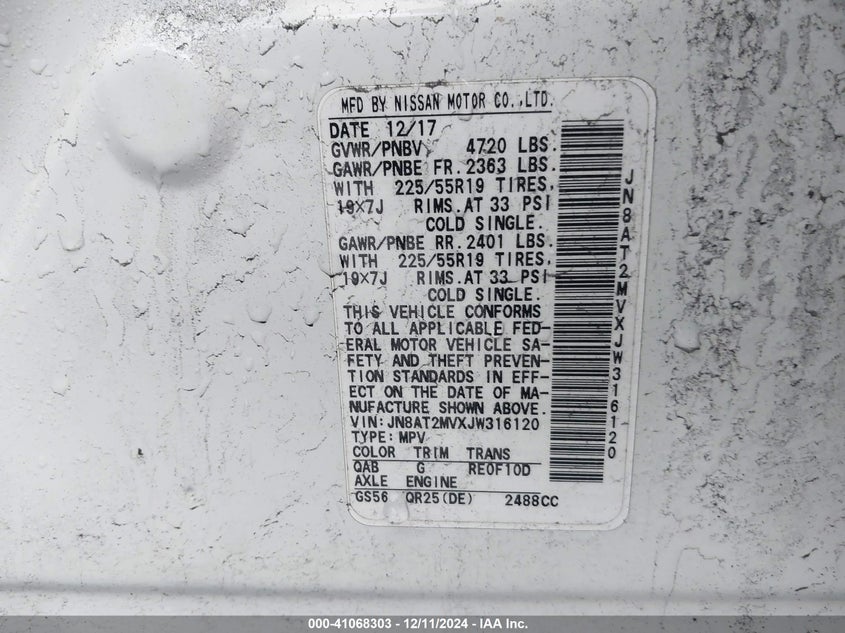 MFD BY NISSAN MOTOR CO.,LTD.
DATE 12/17
GVWR/PNBV 4720 LBS.
GAWR/PNBE FR. 2363 LBS.
WITH 225/55R19 TIRES,
19X7J RIMS.AT 33 PSI
COLD SINGLE.
GAWR/PNBE RR. 2401 LBS.
WITH 225/55R19 TIRES,
19X7J RIMS.AT 33 PSI
COLD SINGLE.
THIS VEHICLE CONFORMS
TO ALL APPLICABLE FED-
ERAL MOTOR VEHICLE SA-
FETY AND THEFT PREVEN-
TION STANDARDS IN EFF-
ECT ON THE DATE OF MA-
NUFACTURE SHOWN ABOVE.
VIN:JN8AT2MVXJW316120
TYPE:MPV
COLOR TRIM TRANS
QAB G RE0F10D
AXLE ENGINE
GS56 QR25(DE) 2488CC
JN8AT2MVXJW316120
000-41068303 - 12/11/2024 - IAA Inc.